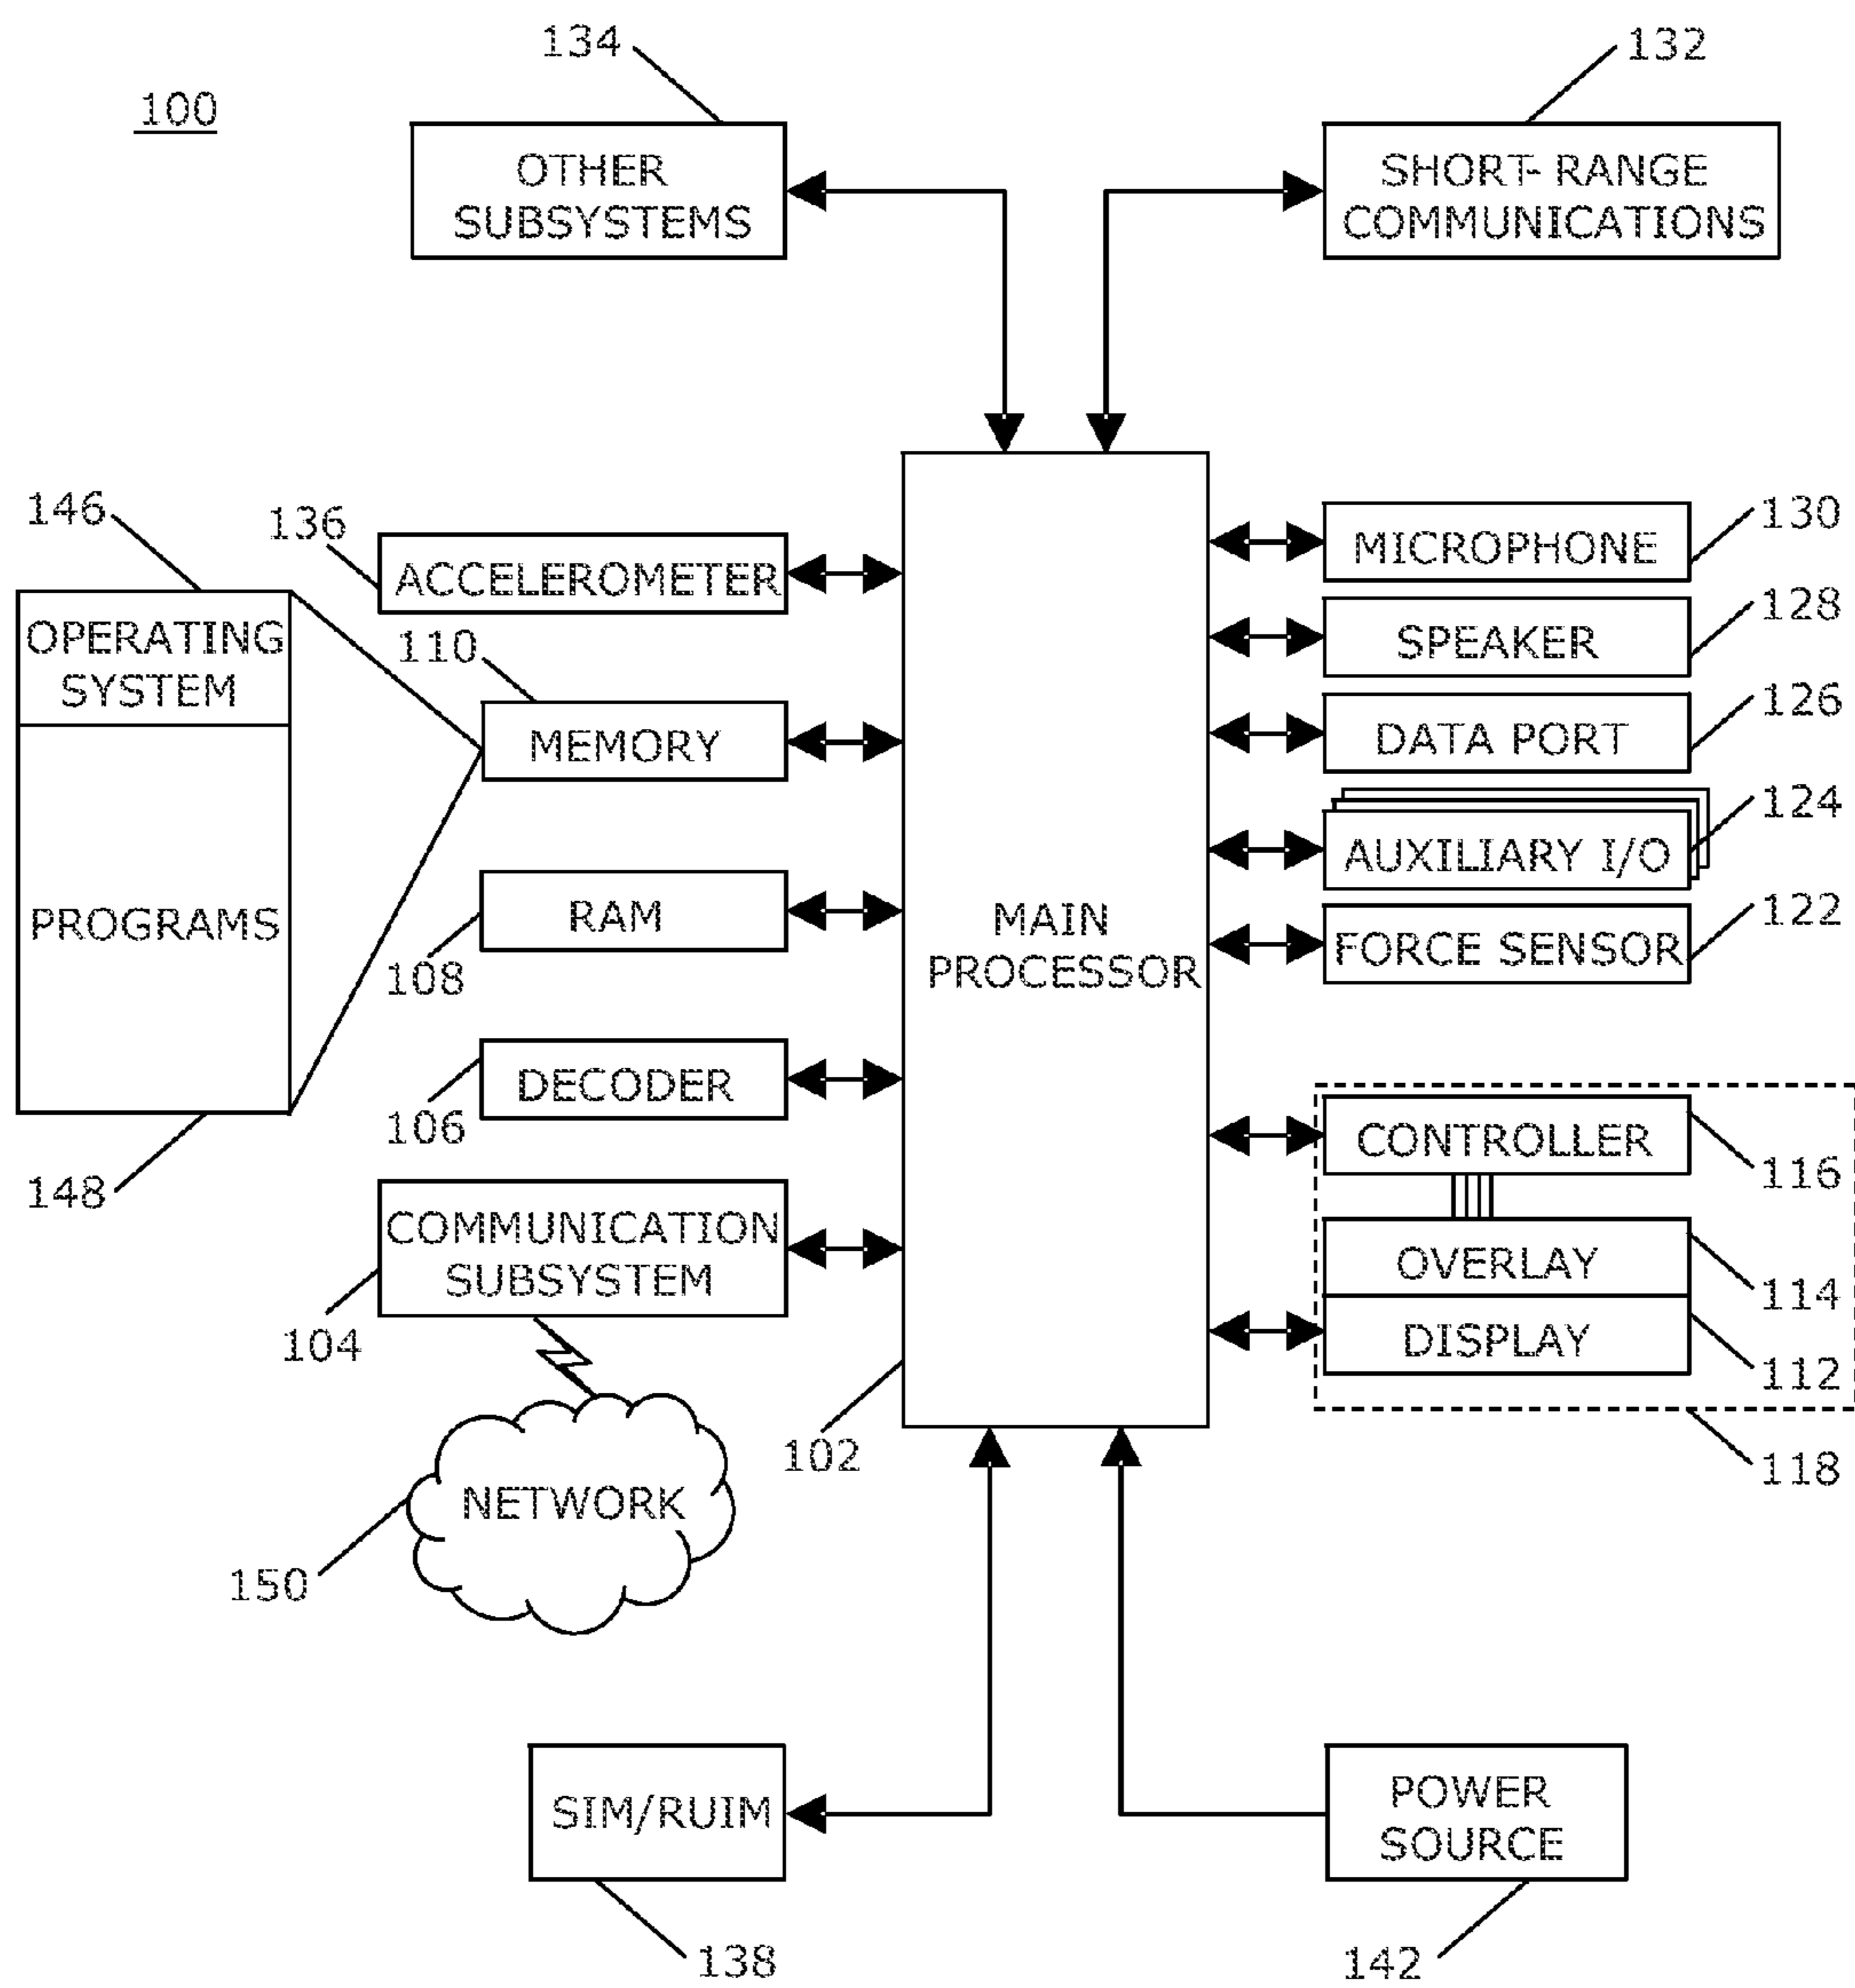 134
132
100
OTHER
SUBSYSTEMS
SHORT-RANGE
COMMUNICATIONS
146
136
ACCELEROMETER
MICROPHONE
130
OPERATING
SYSTEM
110
MEMORY
SPEAKER
128
DATA PORT
126
PROGRAMS
RAM
108
MAIN
PROCESSOR
AUXILIARY I/O
124
FORCE SENSOR
122
DECODER
106
148
CONTROLLER
116
COMMUNICATION
SUBSYSTEM
104
OVERLAY
114
DISPLAY
112
102
118
NETWORK
150
SIM/RUIM
138
POWER
SOURCE
142